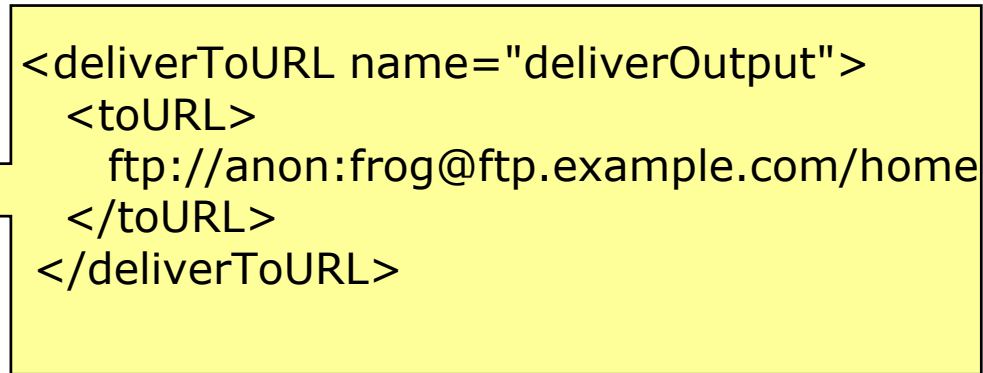 <deliverToURL name="deliverOutput">
<toURL>
ftp://anon:frog@ftp.example.com/home
</toURL>
</deliverToURL>